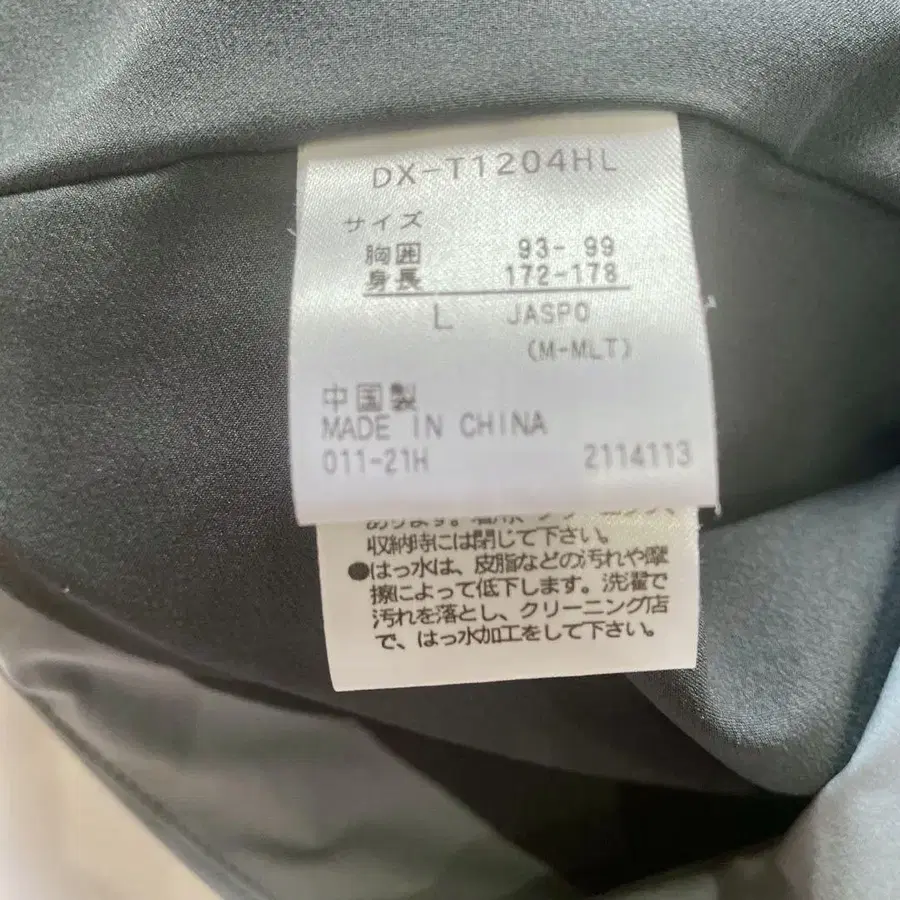 DX-T1204HL
サイズ
胸囲 93- 99
身長 172-178
L JASPO
(M-MLT)
中国製
MADE IN CHINA
011-21H 2114113
あります。
収納時には閉じて下さい。
●はっ水は、皮脂などの汚れや摩
擦によって低下します。洗濯で
汚れを落とし、クリーニング店
で、はっ水加工をして下さい。